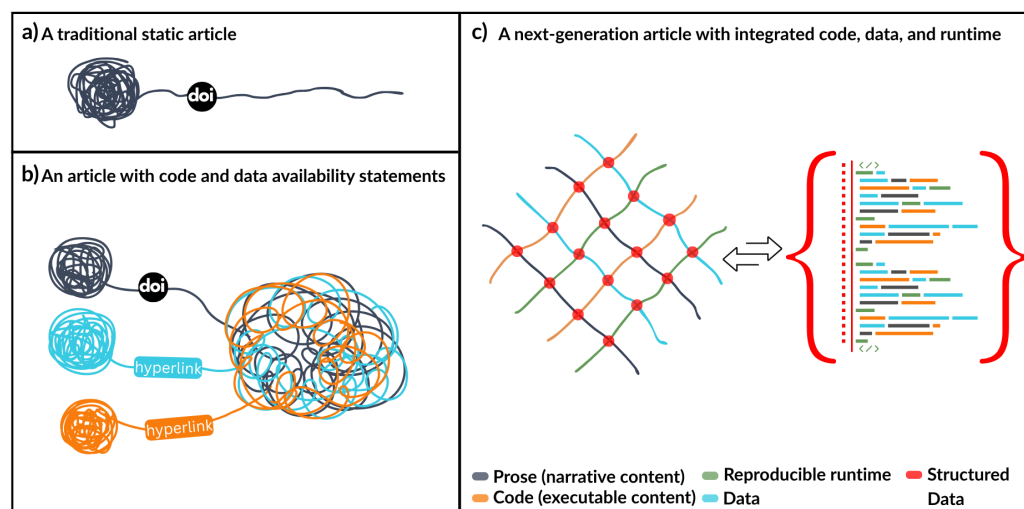 a) A traditional static article
doi
b) An article with code and data availability statements
doi
hyperlink
hyperlink
c) A next-generation article with integrated code, data, and runtime
</>
</>
Prose (narrative content)
Code (executable content)
Reproducible runtime
Data
Structured
Data